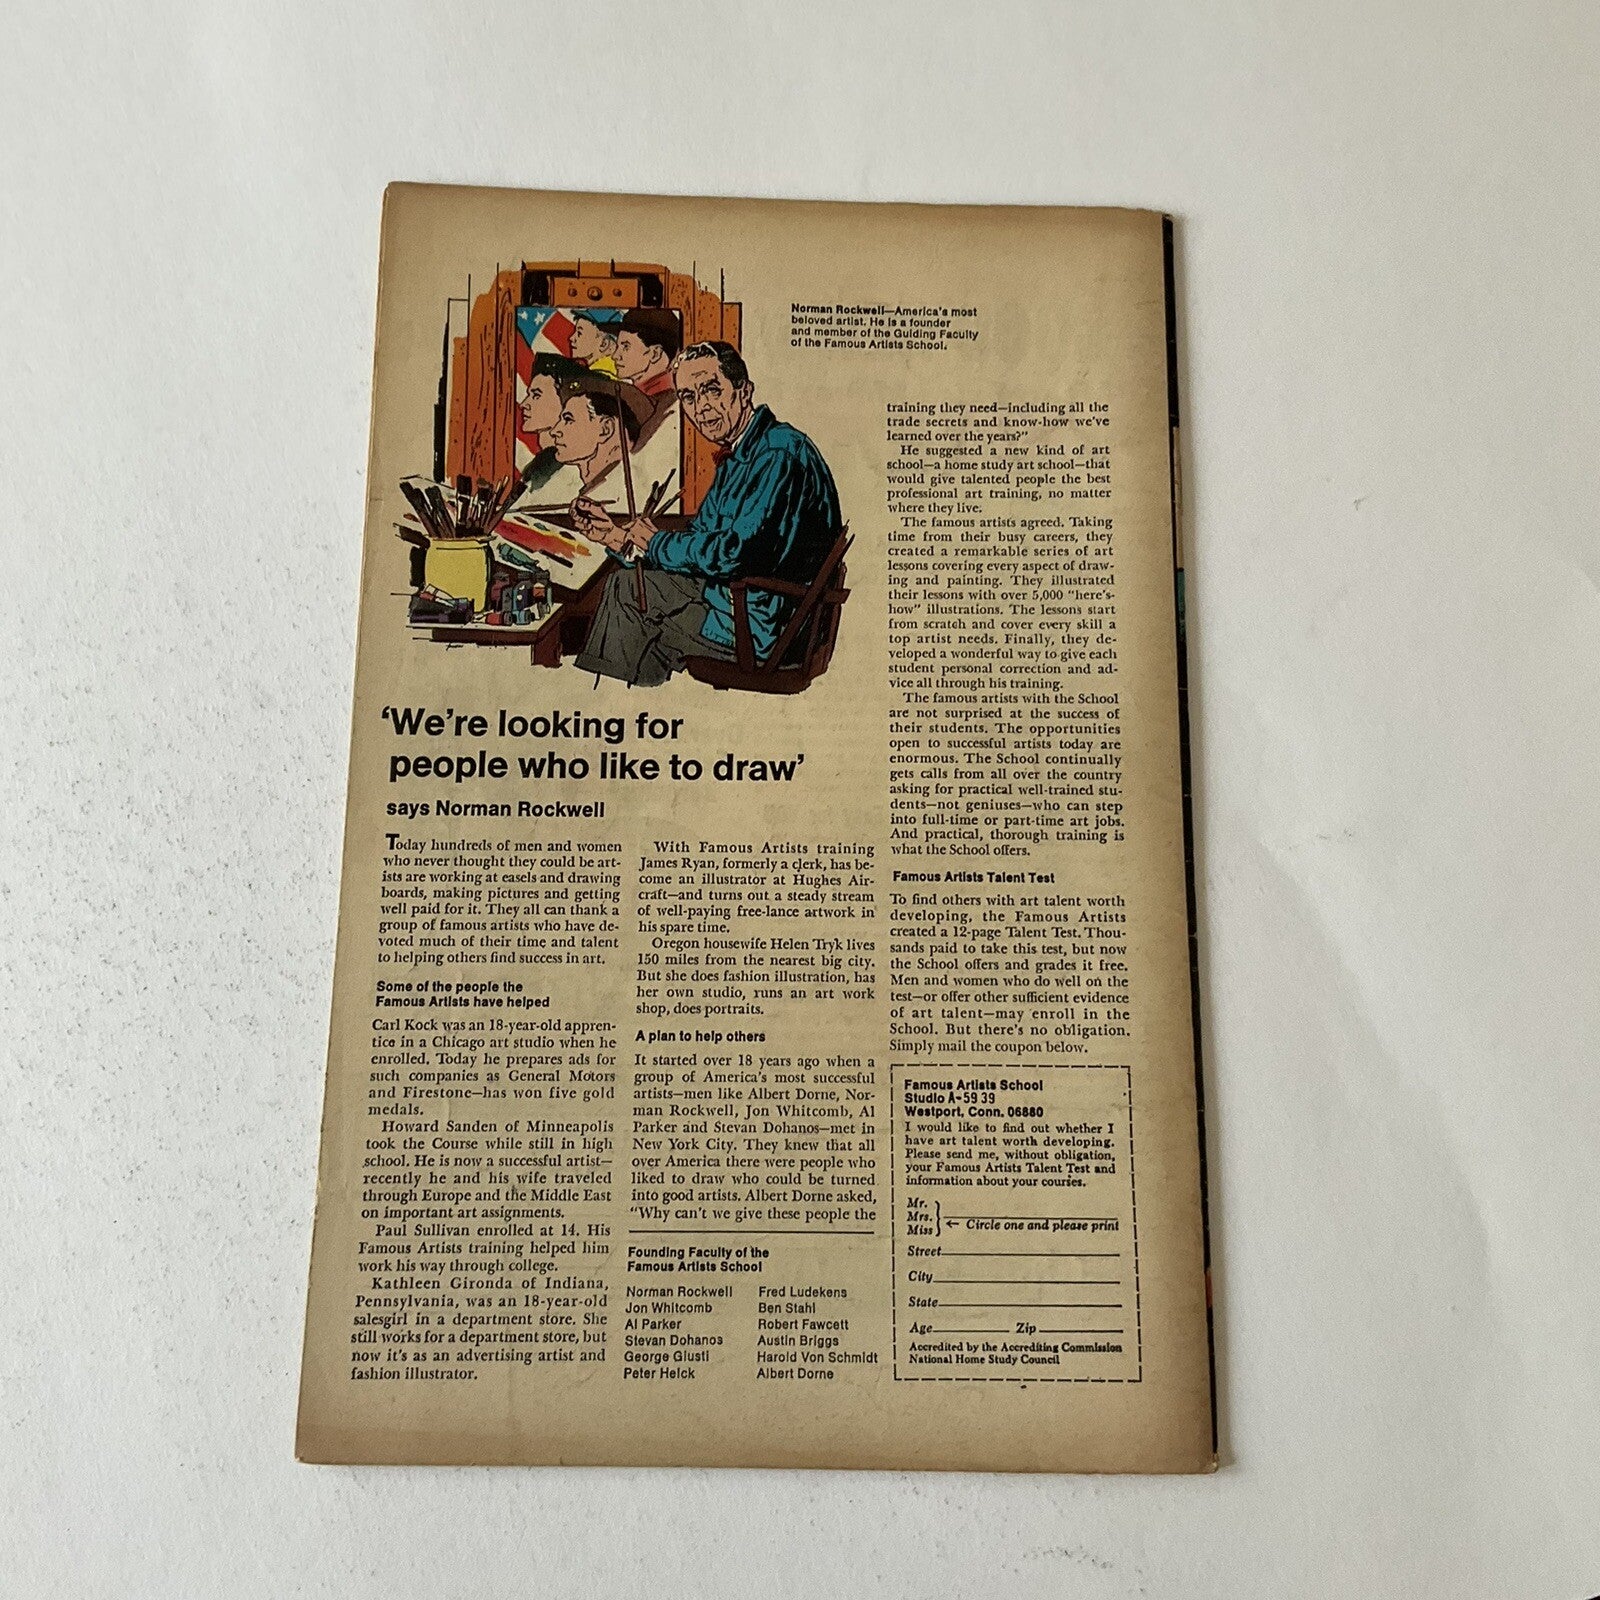 Norman Rockwell—America's most
beloved artist. He is a founder
and member of the Guiding Faculty
of the Famous Artists School.
'We're looking for
people who like to draw'
says Norman Rockwell
Today hundreds of men and women
who never thought they could be art-
ists are working at easels and drawing
boards, making pictures and getting
well paid for it. They all can thank a
group of famous artists who have de-
voted much of their time and talent
to helping others find success in art.
Some of the people the
Famous Artists have helped
Carl Kock was an 18-year-old appren-
tice in a Chicago art studio when he
enrolled. Today he prepares ads for
such companies as General Motors
and Firestone—has won five gold
medals.
Howard Sanden of Minneapolis
took the Course while still in high
school. He is now a successful artist—
recently he and his wife traveled
through Europe and the Middle East
on important art assignments.
Paul Sullivan enrolled at 14. His
Famous Artists training helped him
work his way through college.
Kathleen Gironda of Indiana,
Pennsylvania, was an 18-year-old
salesgirl in a department store. She
still works for a department store, but
now it's as an advertising artist and
fashion illustrator.
With Famous Artists training
James Ryan, formerly a clerk, has be-
come an illustrator at Hughes Air-
craft—and turns out a steady stream
of well-paying free-lance artwork in
his spare time.
Oregon housewife Helen Tryk lives
150 miles from the nearest big city.
But she does fashion illustration, has
her own studio, runs an art work
shop, does portraits.
A plan to help others
It started over 18 years ago when a
group of America's most successful
artists—men like Albert Dorne, Nor-
man Rockwell, Jon Whitcomb, Al
Parker and Stevan Dohanos—met in
New York City. They knew that all
over America there were people who
liked to draw who could be turned
into good artists. Albert Dorne asked,
"Why can't we give these people the
Founding Faculty of the
Famous Artists School
Norman Rockwell
Jon Whitcomb
Al Parker
Stevan Dohanos
George Giusti
Peter Helck
Fred Ludekens
Ben Stahl
Robert Fawcett
Austin Briggs
Harold Von Schmidt
Albert Dorne
training they need—including all the
trade secrets and know-how we've
learned over the years?"
He suggested a new kind of art
school—a home study art school—that
would give talented people the best
professional art training, no matter
where they live.
The famous artists agreed. Taking
time from their busy careers, they
created a remarkable series of art
lessons covering every aspect of draw-
ing and painting. They illustrated
their lessons with over 5,000 "here's-
how" illustrations. The lessons start
from scratch and cover every skill a
top artist needs. Finally, they de-
veloped a wonderful way to give each
student personal correction and ad-
vice all through his training.
The famous artists with the School
are not surprised at the success of
their students. The opportunities
open to successful artists today are
enormous. The School continually
gets calls from all over the country
asking for practical well-trained stu-
dents—not geniuses—who can step
into full-time or part-time art jobs.
And practical, thorough training is
what the School offers.
Famous Artists Talent Test
To find others with art talent worth
developing, the Famous Artists
created a 12-page Talent Test. Thou-
sands paid to take this test, but now
the School offers and grades it free.
Men and women who do well on the
test—or offer other sufficient evidence
of art talent—may enroll in the
School. But there's no obligation.
Simply mail the coupon below.
Famous Artists School
Studio A-5939
Westport, Conn. 06880
I would like to find out whether I
have art talent worth developing.
Please send me, without obligation,
your Famous Artists Talent Test and
information about your courses.
Mr.
Mrs.
Miss
← Circle one and please print
Street
City
State
Age Zip
Accredited by the Accrediting Commission
National Home Study Council